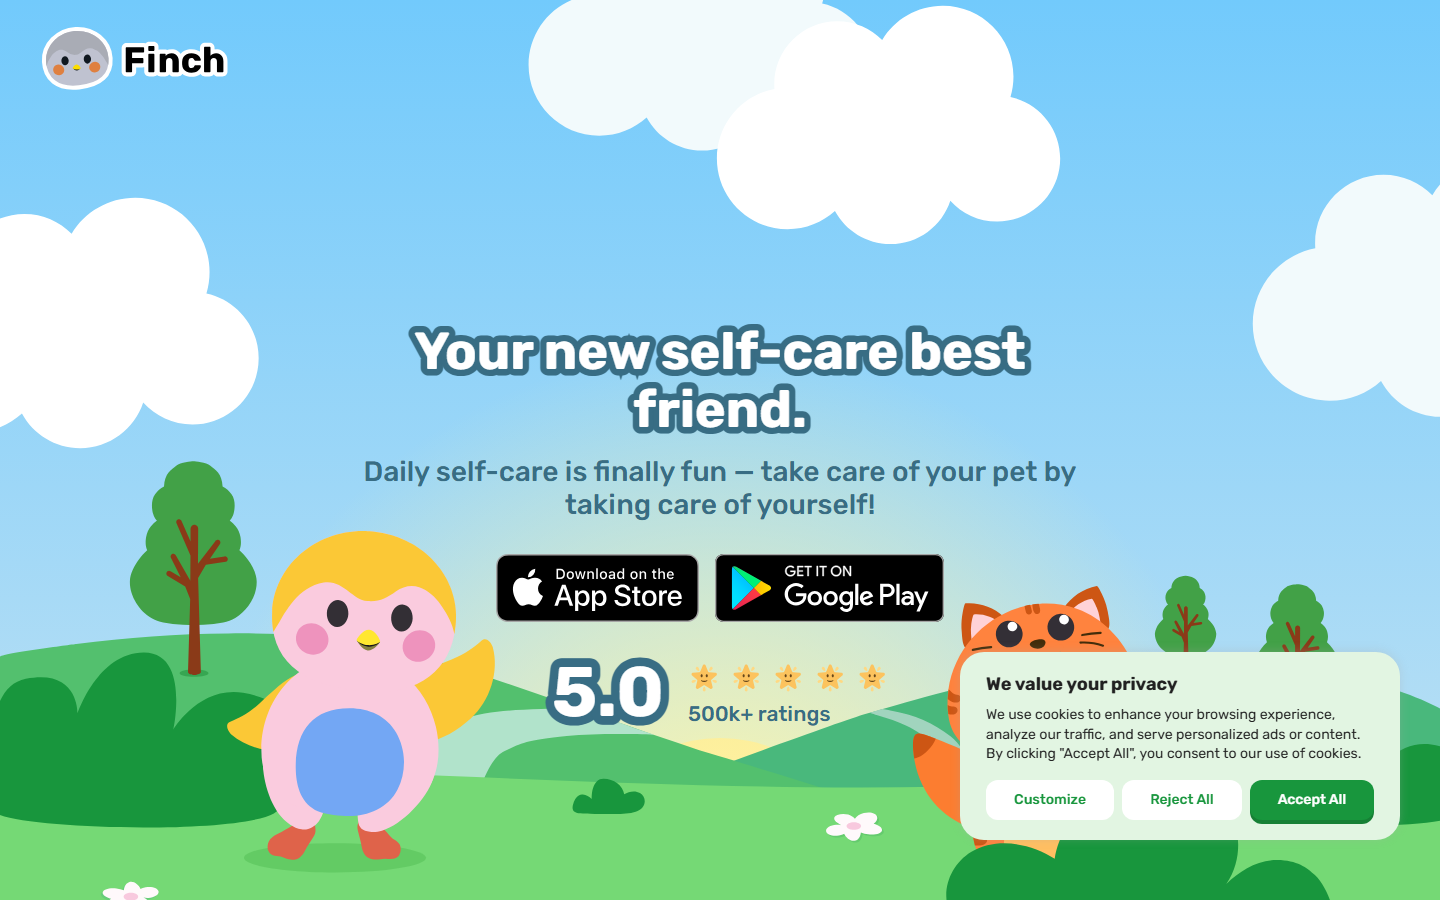 Finch
Your new self-care best
friend.
Daily self-care is finally fun — take care of your pet by
taking care of yourself!
Download on the
App Store
GET IT ON
Google Play
5.0
500k+ ratings
We value your privacy
We use cookies to enhance your browsing experience,
analyze our traffic, and serve personalized ads or content.
By clicking "Accept All", you consent to our use of cookies.
Customize
Reject All
Accept All